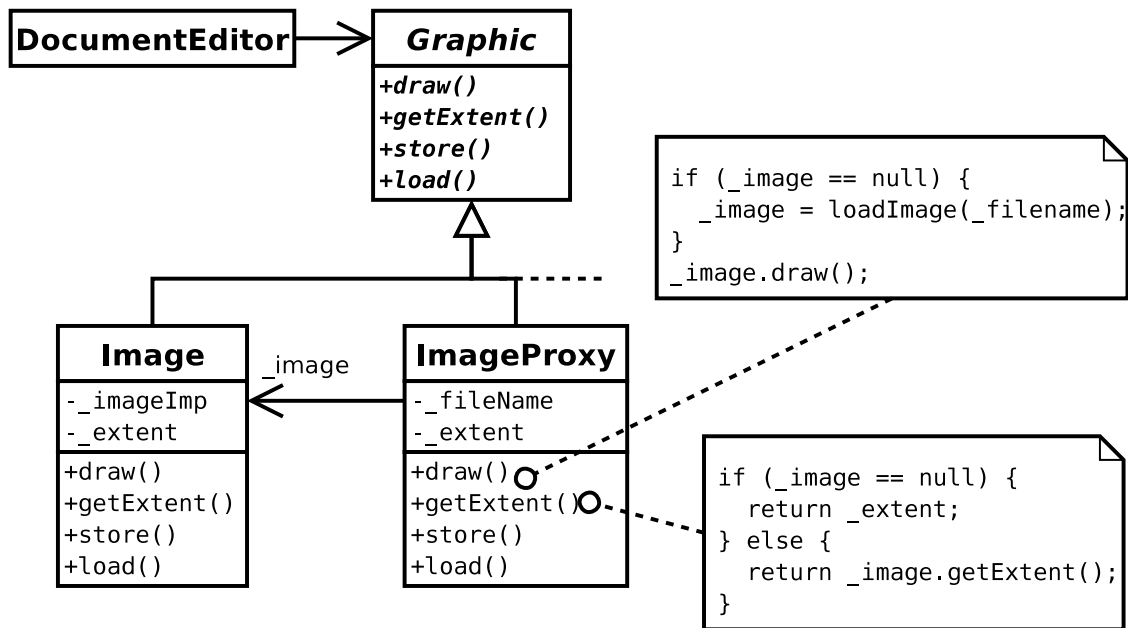 DocumentEditor
Graphic
+draw()
+getExtent()
+store()
+load()
if (_image == null) {
  _image = loadImage(_filename);
}
_image.draw();
Image
-_imageImp
-_extent
+draw()
+getExtent()
+store()
+load()
_image
ImageProxy
-_fileName
-_extent
+draw()
+getExtent()
+store()
+load()
if (_image == null) {
  return _extent;
} else {
  return _image.getExtent();
}